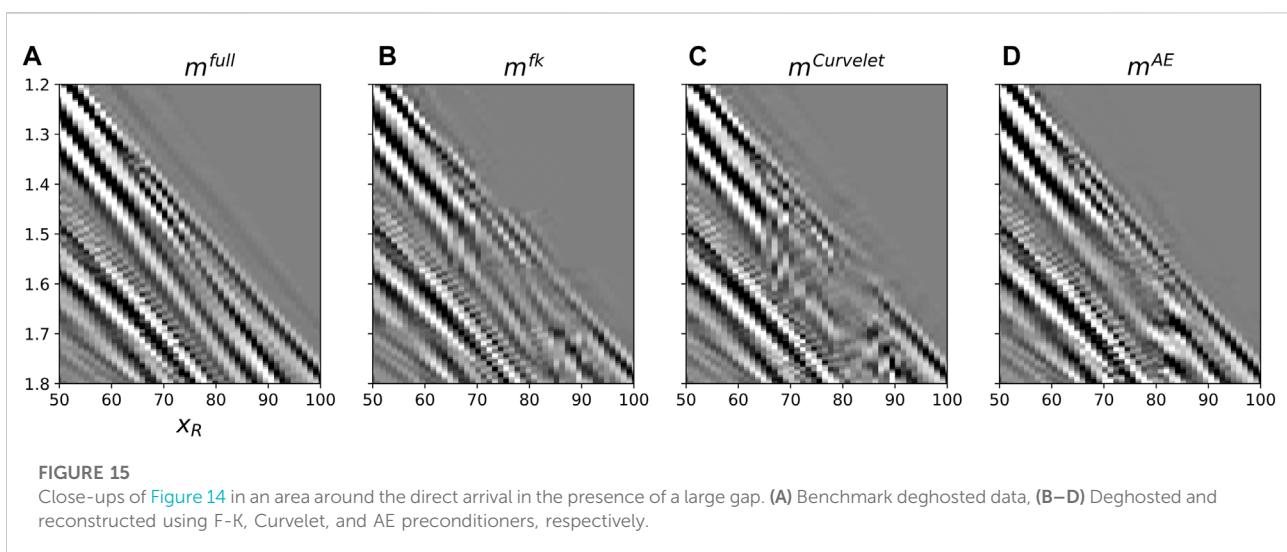 A
m^full
B
m^fk
C
m^Curvelet
D
m^AE
1.2
1.3
1.4
1.5
1.6
1.7
1.8
50 60 70 80 90 100
50 60 70 80 90 100
50 60 70 80 90 100
50 60 70 80 90 100
x_R
FIGURE 15
Close-ups of Figure 14 in an area around the direct arrival in the presence of a large gap. (A) Benchmark deghosted data, (B–D) Deghosted and
reconstructed using F-K, Curvelet, and AE preconditioners, respectively.